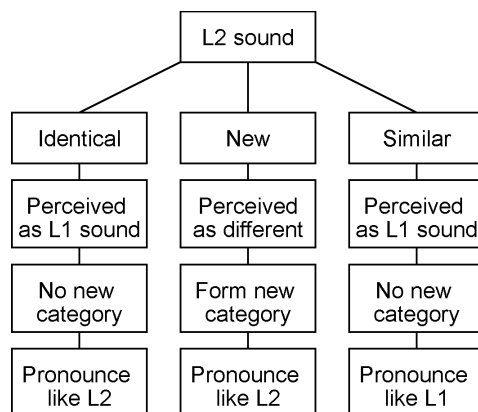 L2 sound
Identical
New
Similar
Perceived
as L1 sound
Perceived
as different
Perceived
as L1 sound
No new
category
Form new
category
No new
category
Pronounce
like L2
Pronounce
like L2
Pronounce
like L1